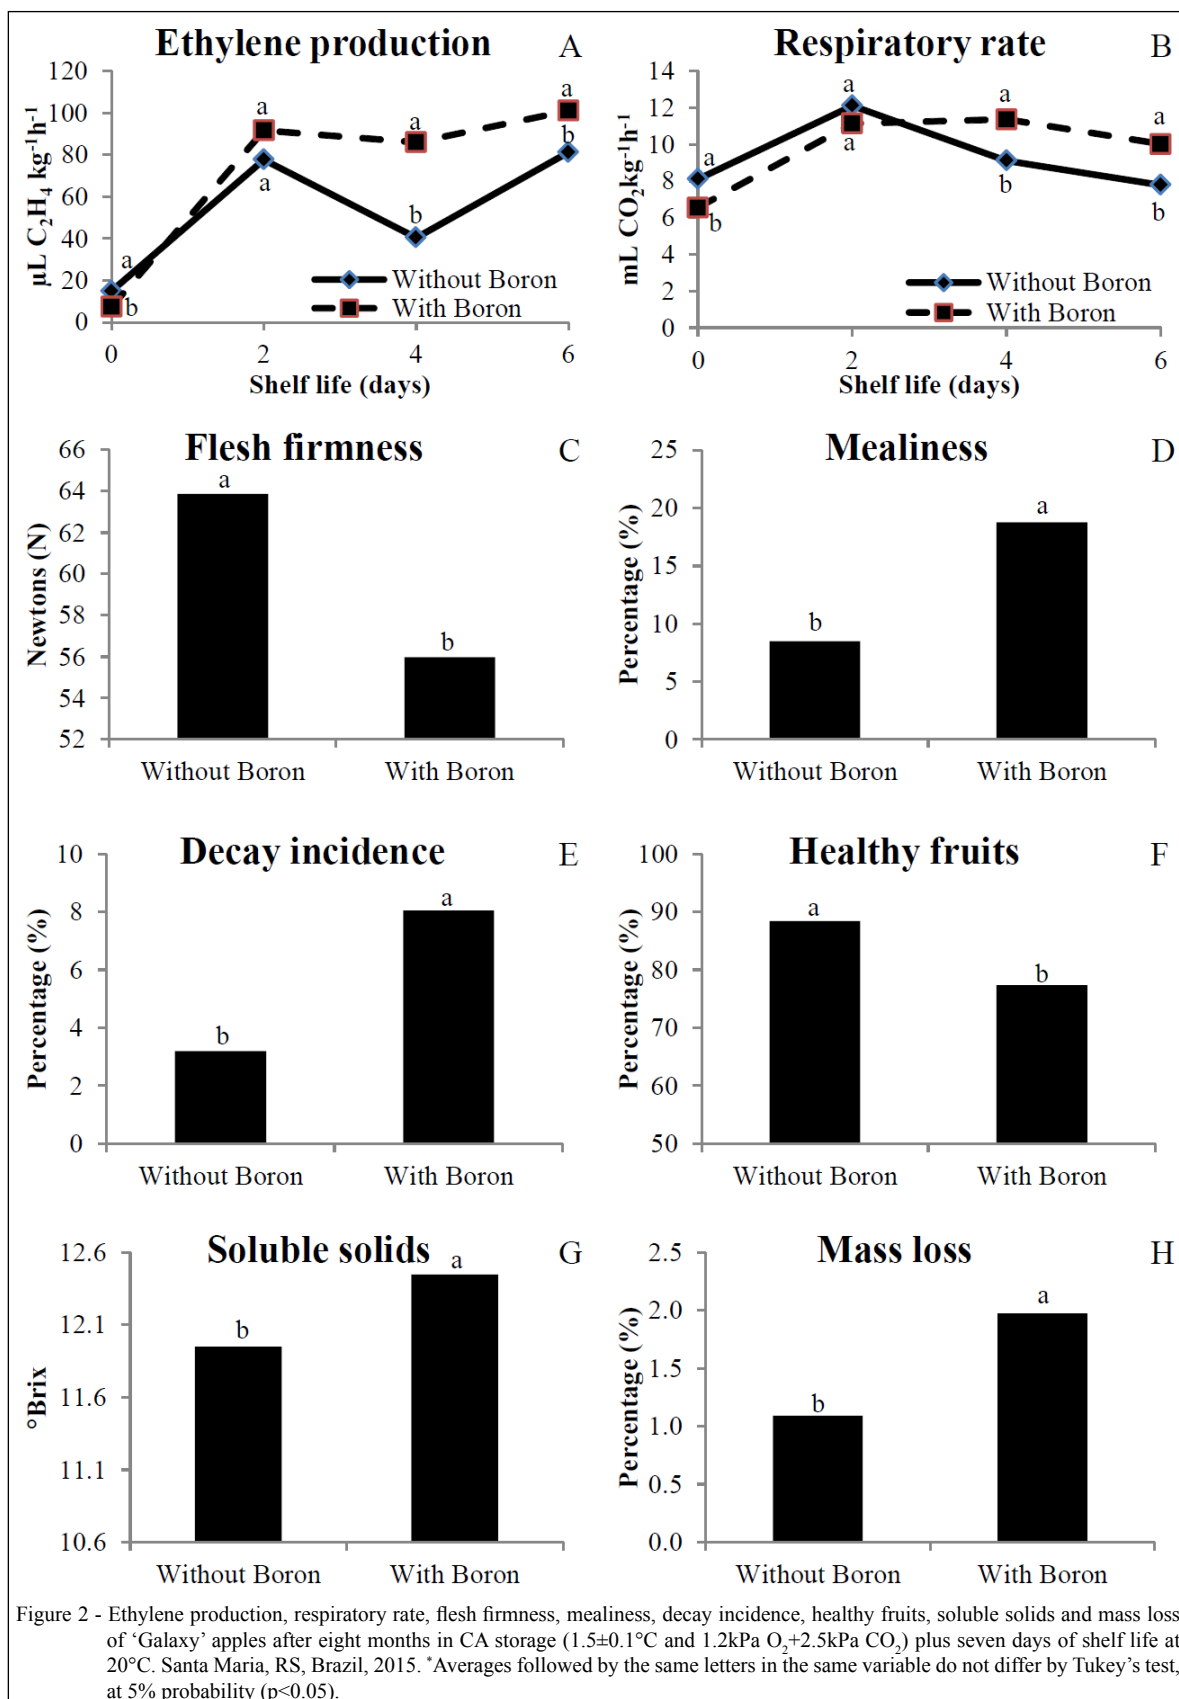 Ethylene production
A
120
100
80
60
40
20
0
µL C₂H₄ kg⁻¹h⁻¹
a
b
a
a
a
b
a
b
Without Boron
With Boron
0 2 4 6
Shelf life (days)
Respiratory rate
B
14
12
10
8
6
4
2
0
mL CO₂kg⁻¹h⁻¹
a
b
a
a
a
b
a
b
Without Boron
With Boron
0 2 4 6
Shelf life (days)
Flesh firmness
C
66
64
62
60
58
56
54
52
Newtons (N)
a
b
Without Boron With Boron
Mealiness
D
25
20
15
10
5
0
Percentage (%)
b
a
Without Boron With Boron
Decay incidence
E
10
8
6
4
2
0
Percentage (%)
b
a
Without Boron With Boron
Healthy fruits
F
100
90
80
70
60
50
Percentage (%)
a
b
Without Boron With Boron
Soluble solids
G
12.6
12.1
11.6
11.1
10.6
°Brix
b
a
Without Boron With Boron
Mass loss
H
2.5
2.0
1.5
1.0
0.5
0.0
Percentage (%)
b
a
Without Boron With Boron
Figure 2 - Ethylene production, respiratory rate, flesh firmness, mealiness, decay incidence, healthy fruits, soluble solids and mass loss
of ‘Galaxy’ apples after eight months in CA storage (1.5±0.1°C and 1.2kPa O₂+2.5kPa CO₂) plus seven days of shelf life at
20°C. Santa Maria, RS, Brazil, 2015. *Averages followed by the same letters in the same variable do not differ by Tukey’s test,
at 5% probability (p<0.05).